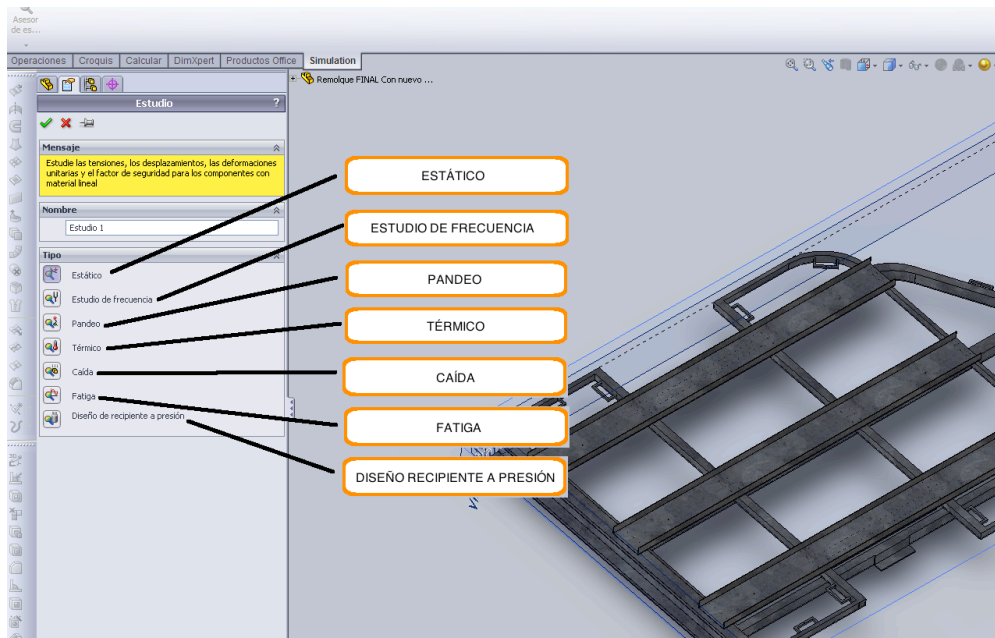 Asesor
de es...
Operaciones Croquis Calcular DimXpert Productos Office Simulation
Remolque FINAL Con nuevo ...
Estudio ?
Mensaje
Estudie las tensiones, los desplazamientos, las deformaciones
unitarias y el factor de seguridad para los componentes con
material lineal
Nombre
Estudio 1
Tipo
Estático
Estudio de frecuencia
Pandeo
Térmico
Caída
Fatiga
Diseño de recipiente a presión
ESTÁTICO
ESTUDIO DE FRECUENCIA
PANDEO
TÉRMICO
CAÍDA
FATIGA
DISEÑO RECIPIENTE A PRESIÓN